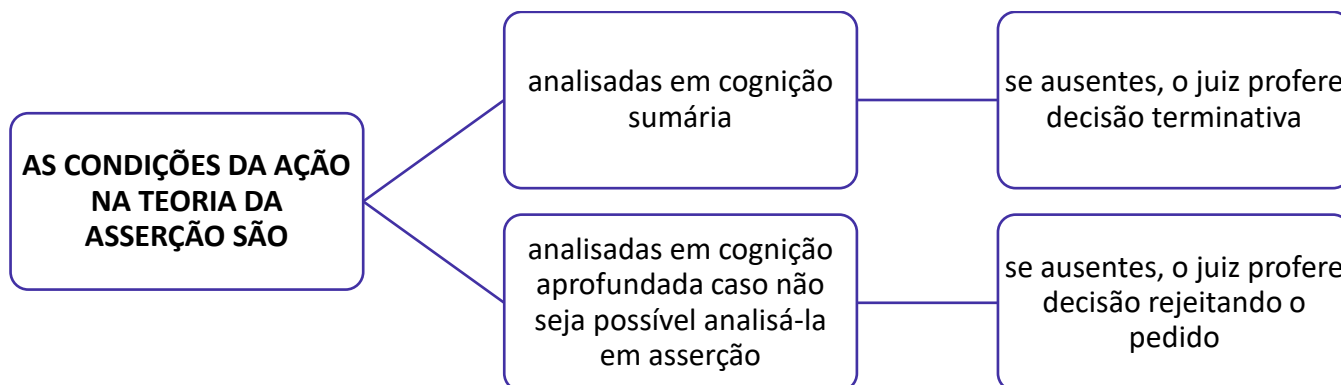 AS CONDIÇÕES DA AÇÃO
NA TEORIA DA
ASSERÇÃO SÃO
analisadas em cognição
sumária
se ausentes, o juiz profere
decisão terminativa
analisadas em cognição
aprofundada caso não
seja possível analisá-la
em asserção
se ausentes, o juiz profere
decisão rejeitando o
pedido